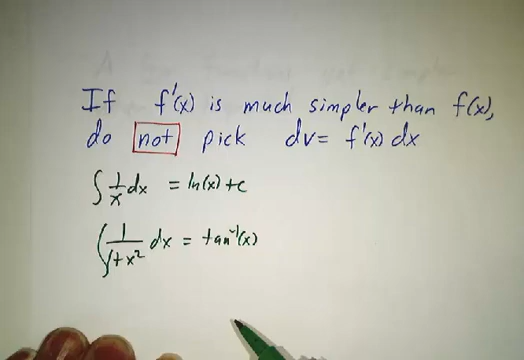 If f'(x) is much simpler than f(x),
do not pick dv = f'(x) dx
∫ 1/x dx = ln(x) + c
∫ 1/(1+x²) dx = tan⁻¹(x)